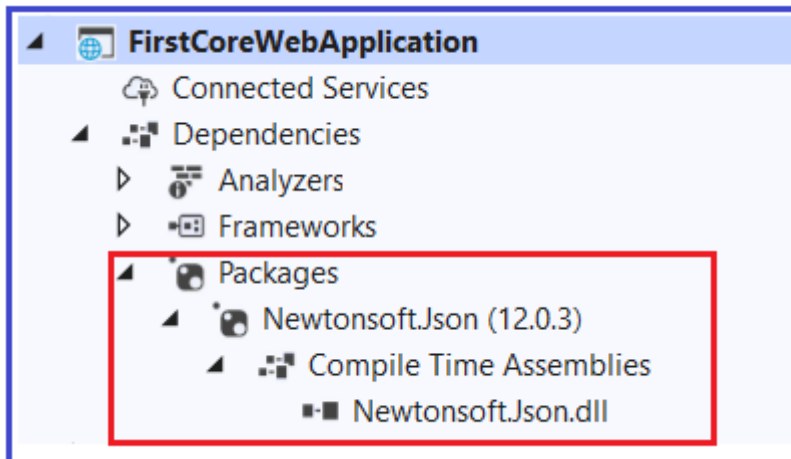 FirstCoreWebApplication
Connected Services
Dependencies
Analyzers
Frameworks
Packages
Newtonsoft.Json (12.0.3)
Compile Time Assemblies
Newtonsoft.Json.dll